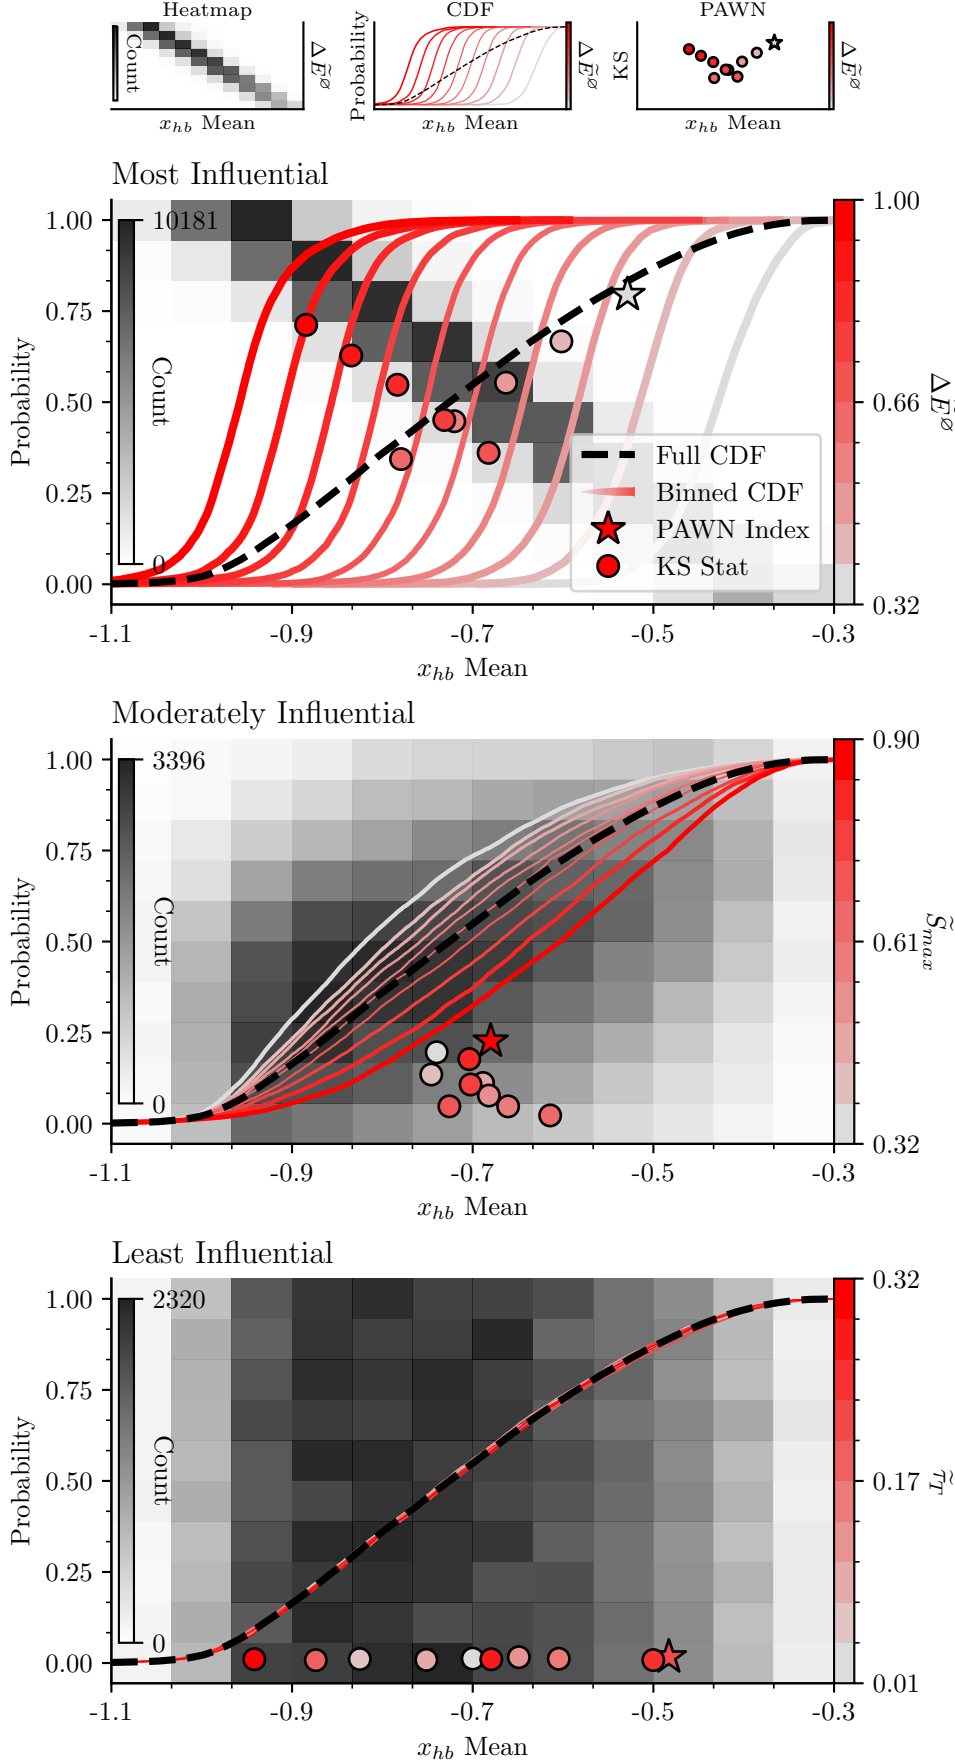 Heatmap
CDF
PAWN
Count
Δ Ẽ^ø
Probability
Δ Ẽ^ø
KS
Δ Ẽ^ø
x_hb Mean
x_hb Mean
x_hb Mean
Most Influential
1.00
0.75
0.50
0.25
0.00
Probability
10181
Count
0
Full CDF
Binned CDF
PAWN Index
KS Stat
1.00
0.66
0.32
Δ Ẽ^ø
-1.1
-0.9
-0.7
-0.5
-0.3
x_hb Mean
Moderately Influential
1.00
0.75
0.50
0.25
0.00
Probability
3396
Count
0
0.90
0.61
0.32
S̃_max
-1.1
-0.9
-0.7
-0.5
-0.3
x_hb Mean
Least Influential
1.00
0.75
0.50
0.25
0.00
Probability
2320
Count
0
0.32
0.17
0.01
τ̃_T
-1.1
-0.9
-0.7
-0.5
-0.3
x_hb Mean